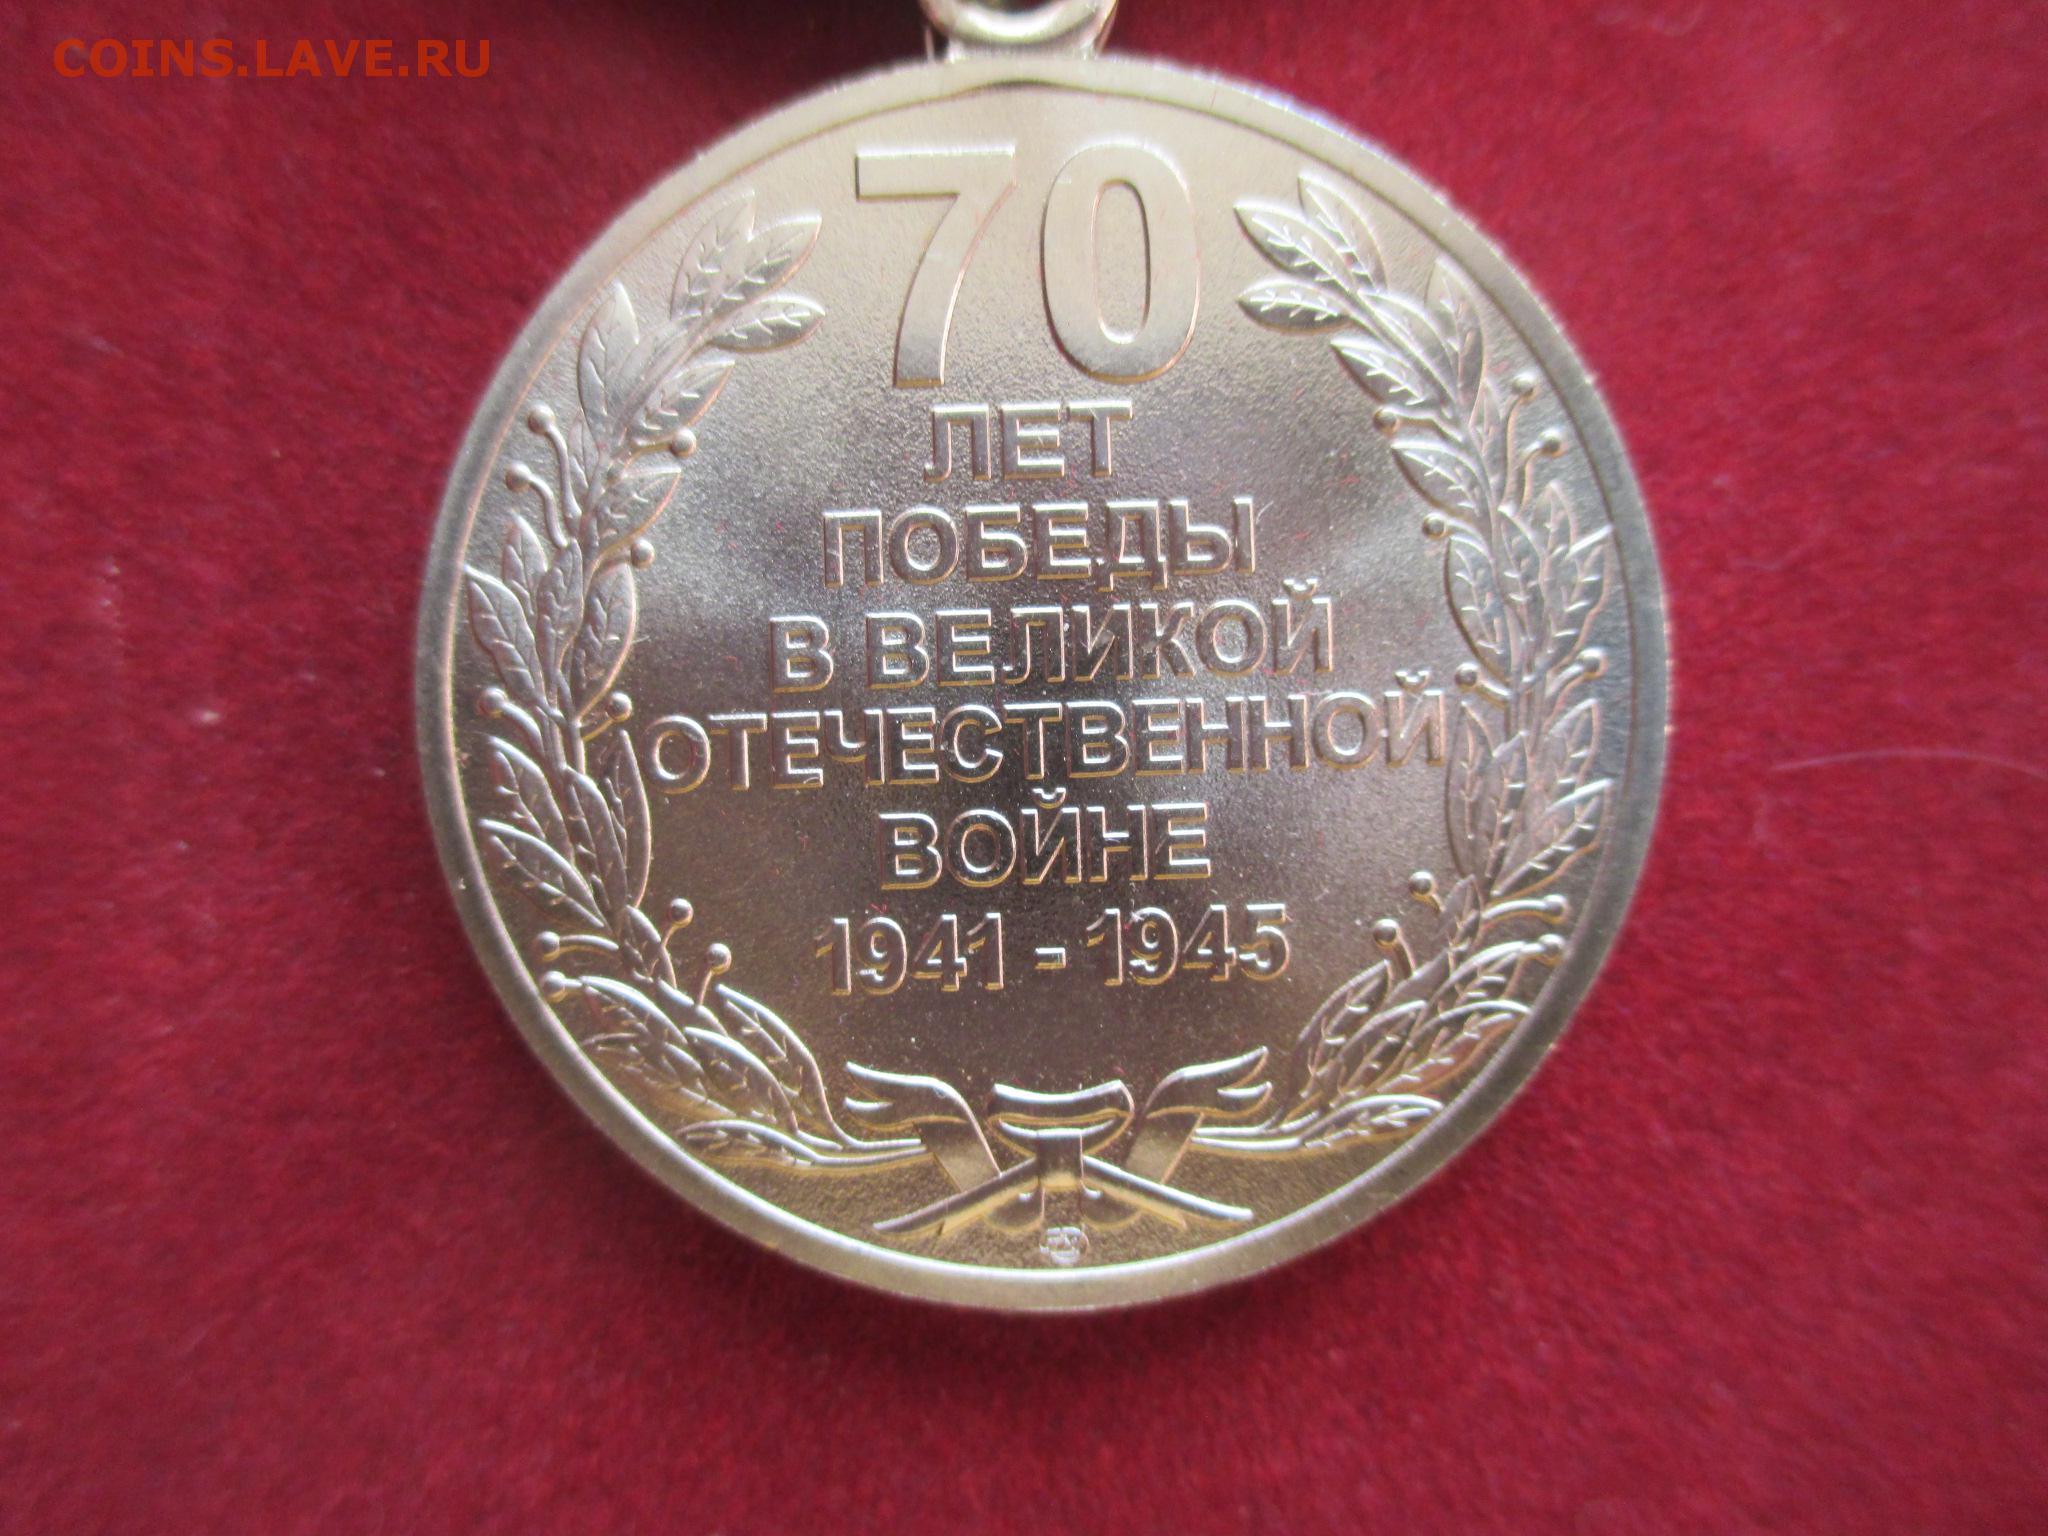 COINS.LAVE.RU
70
ЛЕТ
ПОБЕДЫ
В ВЕЛИКОЙ
ОТЕЧЕСТВЕННОЙ
ВОЙНЕ
1941 - 1945